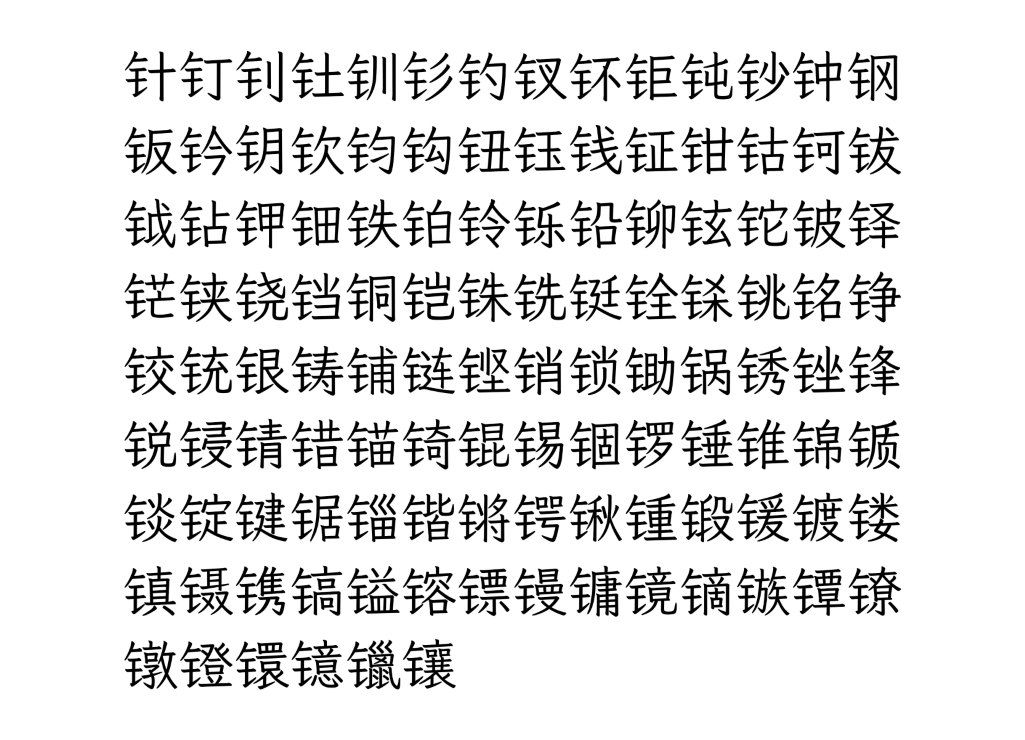 针钉钊钍钏钐钓钗钚钜钝钞钟钢
钣钤钥钦钧钩钮钰钱钲钳钴钶钹
钺钻钾钿铁铂铃铄铅铆铉铊铍铎
铓铗铙铛铜铠铢铣铤铨铩铫铭铮
铰铳银铸铺链铿销锁锄锅锈锉锋
锐锓锖错锚锜锟锡锢锣锤锥锦锧
锬锭键锯锱锴锵锷锹锺锻锾镀镂
镇镊镌镐镒镕镖镘镛镜镝镞镡镣
镦镫镮镱镴镶